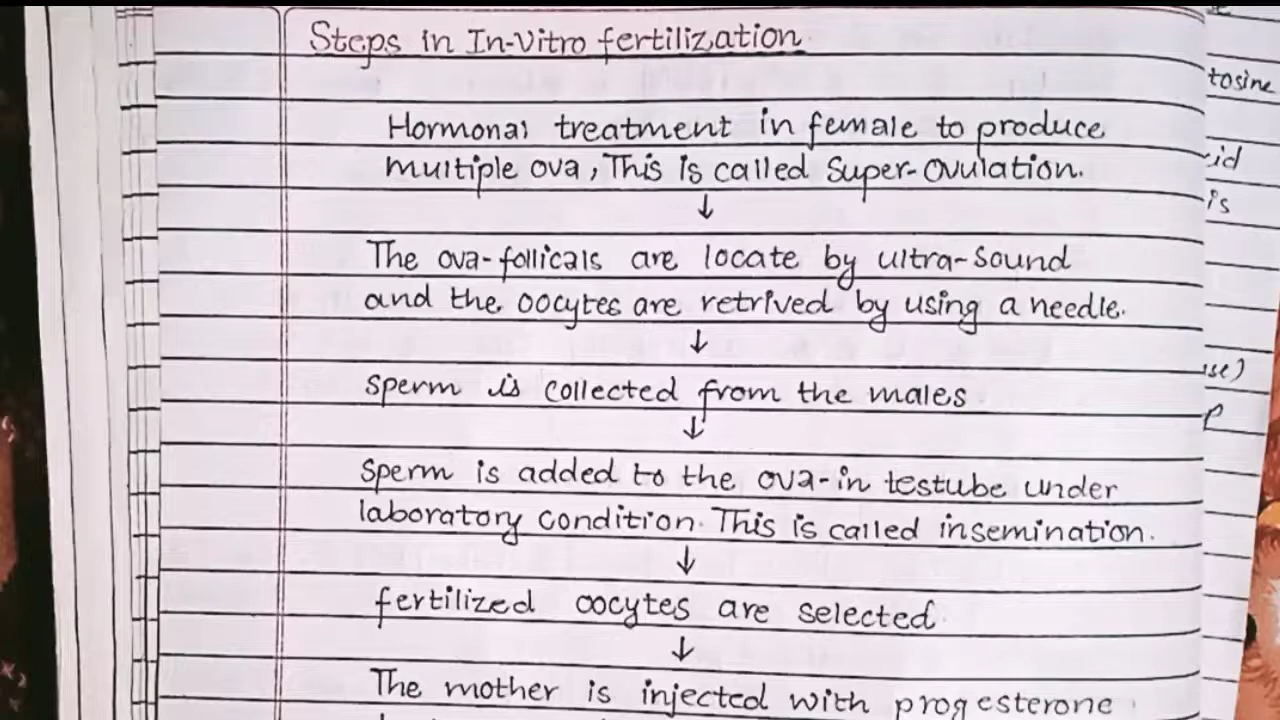 Steps in In-Vitro fertilization.
Hormonal treatment in female to produce
multiple ova, This is called Super-Ovulation.
↓
The ova-follicals are locate by ultra-sound
and the oocytes are retrived by using a needle.
↓
Sperm is collected from the males
↓
Sperm is added to the ova-in testube under
laboratory condition. This is called insemination.
↓
fertilized oocytes are selected.
↓
The mother is injected with progesterone
tosine
id
is